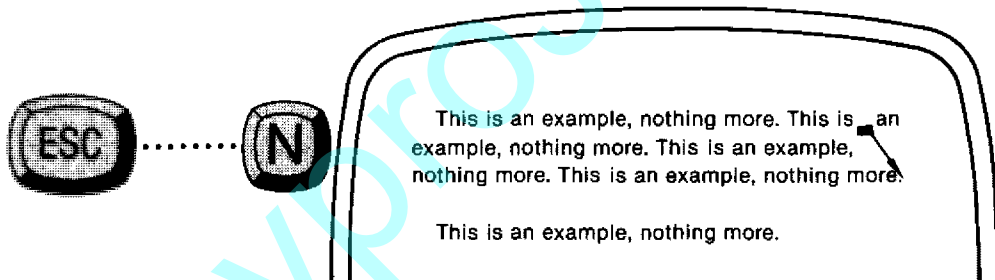 ESC
N
This is an example, nothing more. This is _ an
example, nothing more. This is an example,
nothing more. This is an example, nothing more.
This is an example, nothing more.